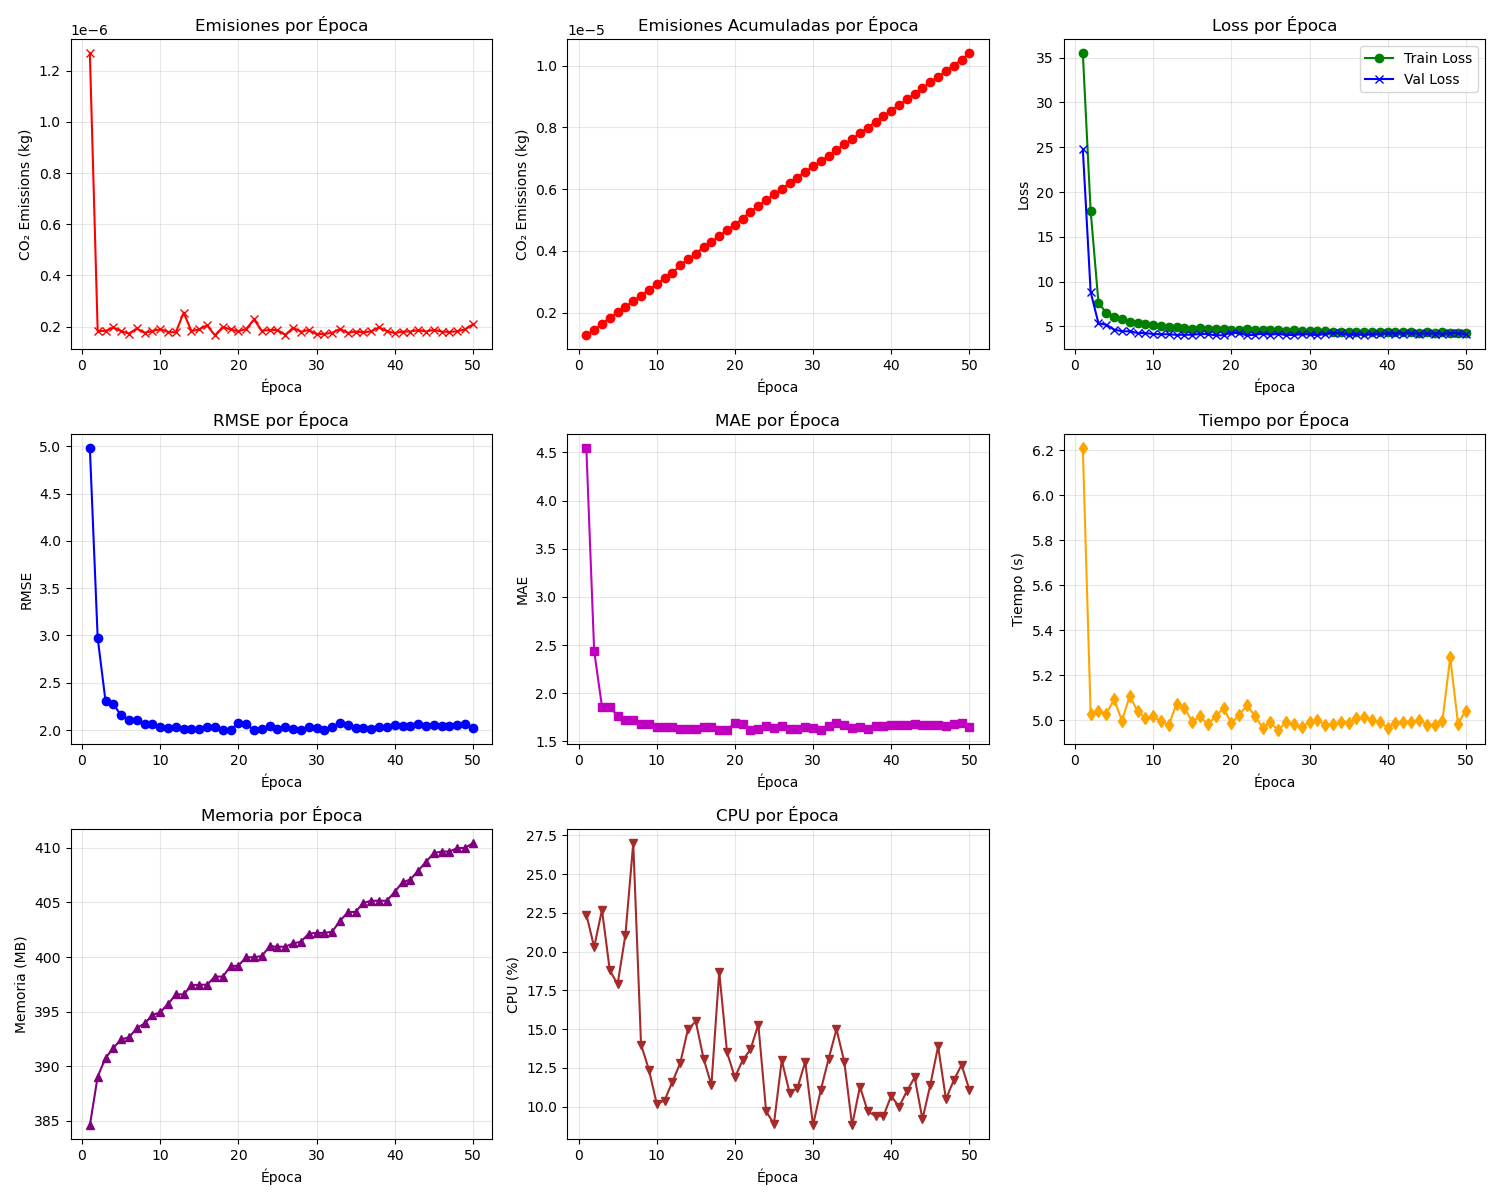 Emisiones por Época
1e−6
CO₂ Emissions (kg)
1.2
1.0
0.8
0.6
0.4
0.2
0 10 20 30 40 50
Época
Emisiones Acumuladas por Época
1e−5
CO₂ Emissions (kg)
1.0
0.8
0.6
0.4
0.2
0 10 20 30 40 50
Época
Loss por Época
Train Loss
Val Loss
Loss
35
30
25
20
15
10
5
0 10 20 30 40 50
Época
RMSE por Época
RMSE
5.0
4.5
4.0
3.5
3.0
2.5
2.0
0 10 20 30 40 50
Época
MAE por Época
MAE
4.5
4.0
3.5
3.0
2.5
2.0
1.5
0 10 20 30 40 50
Época
Tiempo por Época
Tiempo (s)
6.2
6.0
5.8
5.6
5.4
5.2
5.0
0 10 20 30 40 50
Época
Memoria por Época
Memoria (MB)
410
405
400
395
390
385
0 10 20 30 40 50
Época
CPU por Época
CPU (%)
27.5
25.0
22.5
20.0
17.5
15.0
12.5
10.0
0 10 20 30 40 50
Época